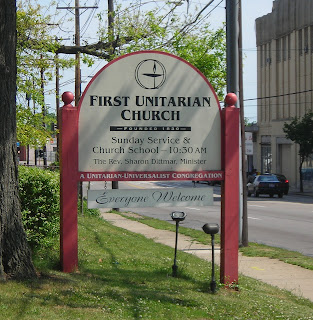 FIRST UNITARIAN
CHURCH
FOUNDED 1830
Sunday Service &
Church School - 10:30 AM
The Rev. Sharon Dittmar, Minister
A UNITARIAN-UNIVERSALIST CONGREGATION
Everyone Welcome